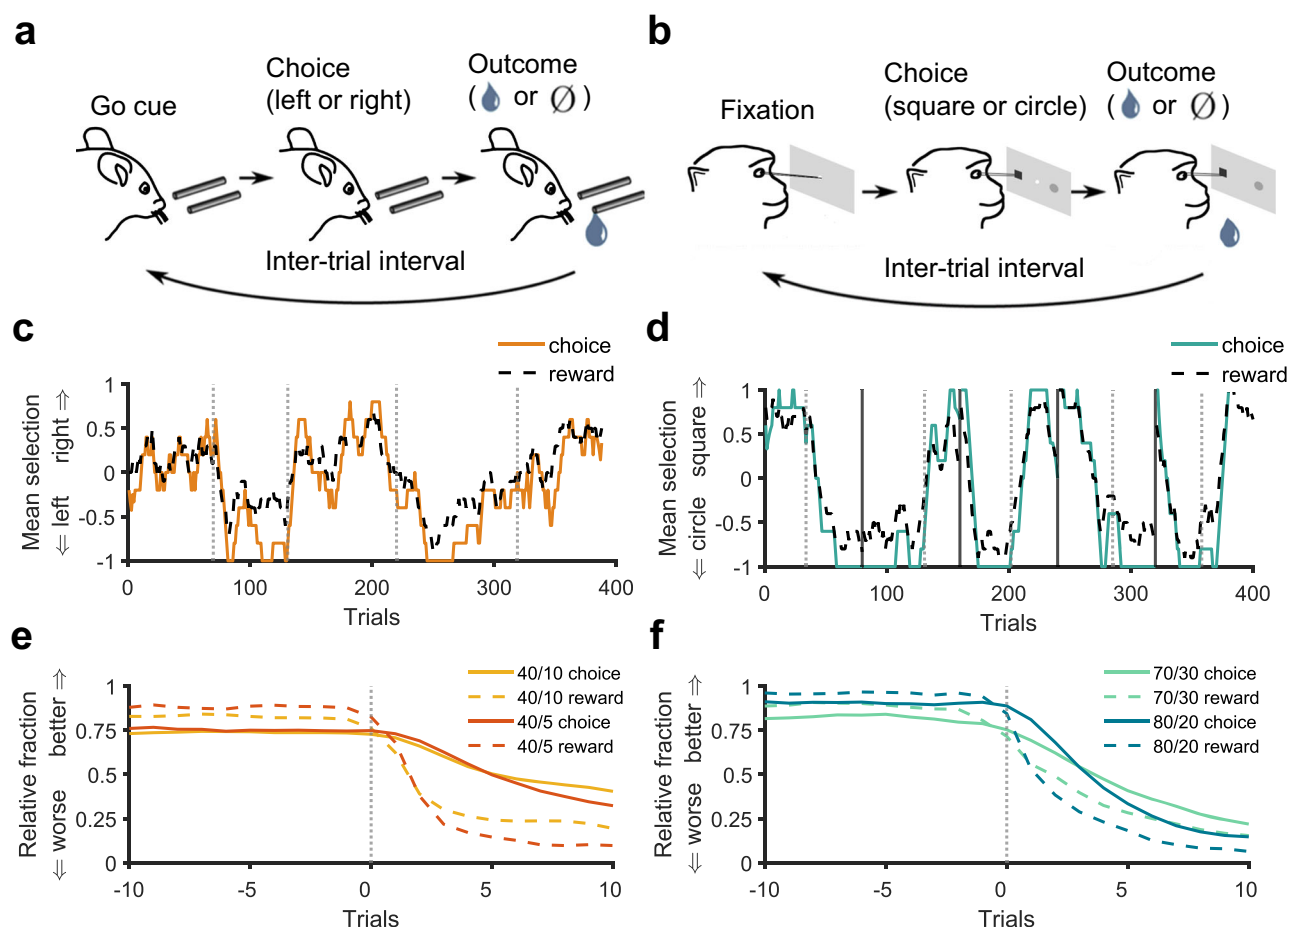 a
Go cue
Choice
(left or right)
Outcome
( or Ø )
Inter-trial interval
b
Fixation
Choice
(square or circle)
Outcome
( or Ø )
Inter-trial interval
c
choice
reward
Mean selection
⇐ left right ⇒
1
0.5
0
-0.5
-1
0 100 200 300 400
Trials
d
choice
reward
Mean selection
⇐ circle square ⇒
1
0.5
0
-0.5
-1
0 100 200 300 400
Trials
e
40/10 choice
40/10 reward
40/5 choice
40/5 reward
Relative fraction
⇐ worse better ⇒
1
0.75
0.5
0.25
0
-10 -5 0 5 10
Trials
f
70/30 choice
70/30 reward
80/20 choice
80/20 reward
Relative fraction
⇐ worse better ⇒
1
0.75
0.5
0.25
0
-10 -5 0 5 10
Trials